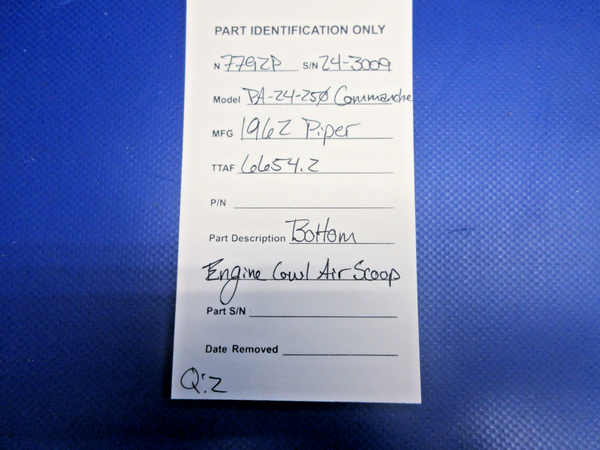 PART IDENTIFICATION ONLY
N 7792P S/N 24-3009
Model PA-24-250 Commanche
MFG 1962 Piper
TTAF 6654.2
P/N
Part Description Bottom
Engine Cowl Air Scoop
Part S/N
Date Removed
Q:2